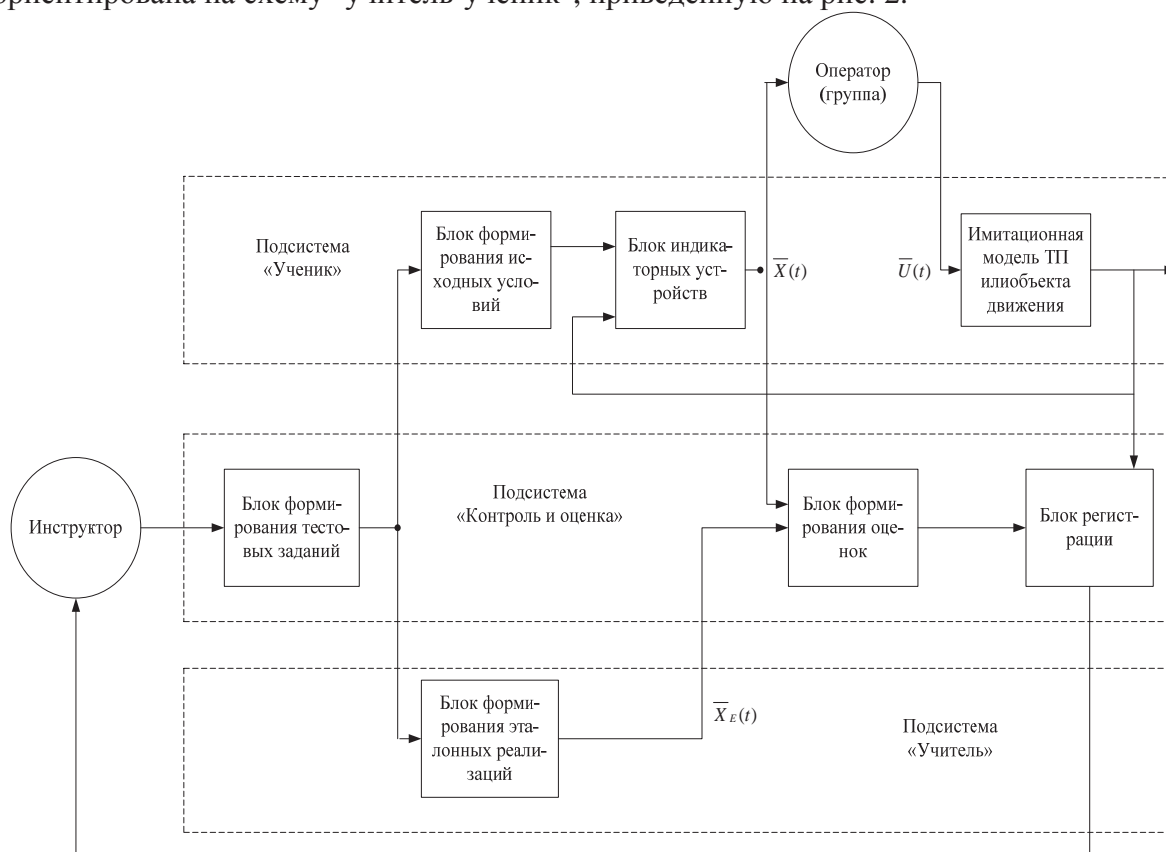 ориентирована на схему "учитель-ученик", приведенную на рис. 2.
Оператор
(группа)
Подсистема
«Ученик»
Блок форми-
рования ис-
ходных усло-
вий
Блок индика-
торных уст-
ройств
X(t)
U(t)
Имитационная
модель ТП
илиобъекта
движения
Инструктор
Блок форми-
рования тесто-
вых заданий
Подсистема
«Контроль и оценка»
Блок форми-
рования оце-
нок
Блок регист-
рации
Блок форми-
рования эта-
лонных реали-
заций
X_E(t)
Подсистема
«Учитель»